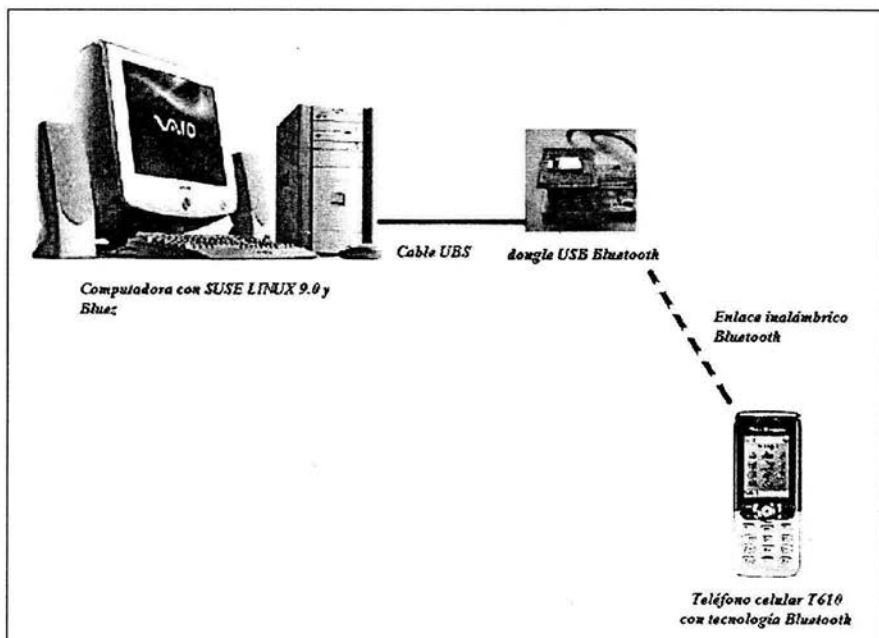 VAIO
Cable UBS
dongle USB Bluetooth
Computadora con SUSE LINUX 9.0 y
Bluez
Enlace inalámbrico
Bluetooth
Teléfono celular T610
con tecnología Bluetooth